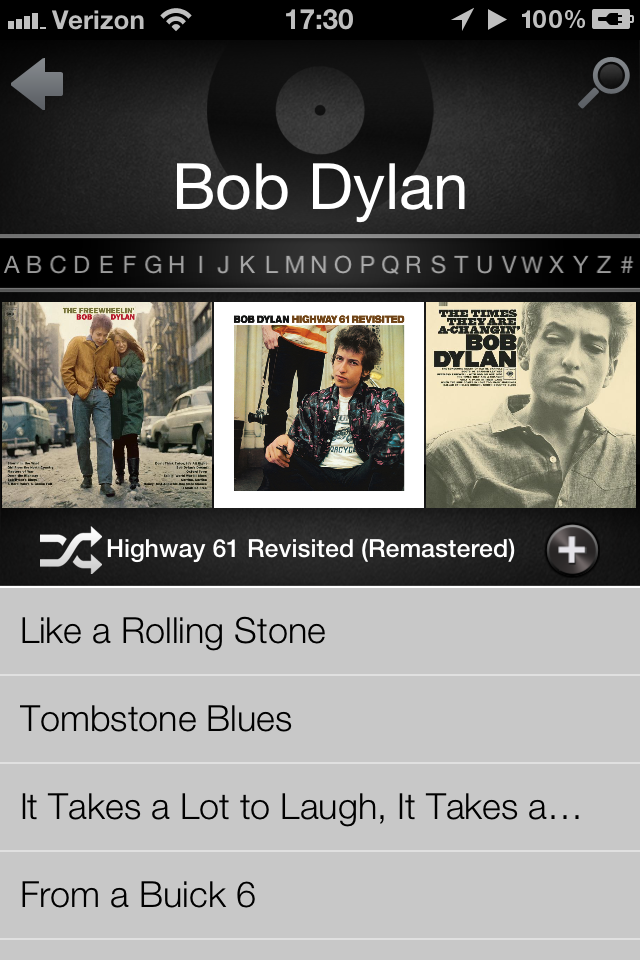 Verizon 17:30 100%
Bob Dylan
A B C D E F G H I J K L M N O P Q R S T U V W X Y Z #
THE FREEWHEELIN'
BOB DYLAN
BOB DYLAN HIGHWAY 61 REVISITED
THE TIMES
THEY ARE
A-CHANGIN'
BOB
DYLAN
Highway 61 Revisited (Remastered)
Like a Rolling Stone
Tombstone Blues
It Takes a Lot to Laugh, It Takes a...
From a Buick 6